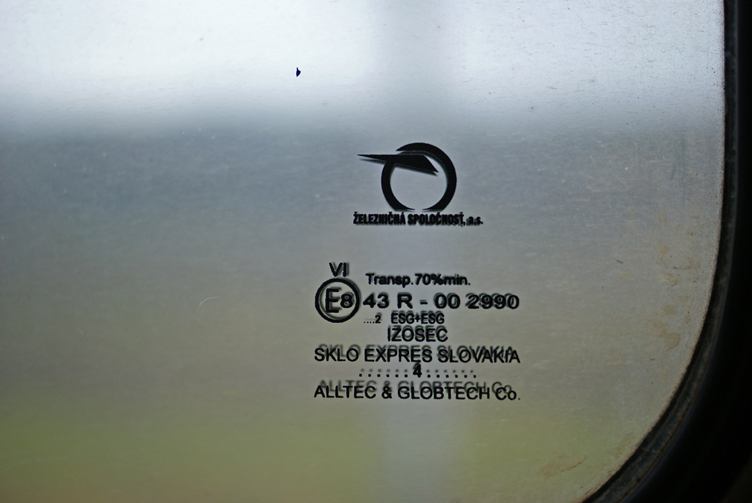 ŽELEZNIČNÁ SPOLOČNOSŤ, a.s.
VI
Transp.70%min.
E8 43 R - 00 2990
....2 ESG+ESG
IZOSEC
SKLO EXPRES SLOVAKIA
. . . . . . 4 . . . . . .
ALLTEC & GLOBTECH Co.